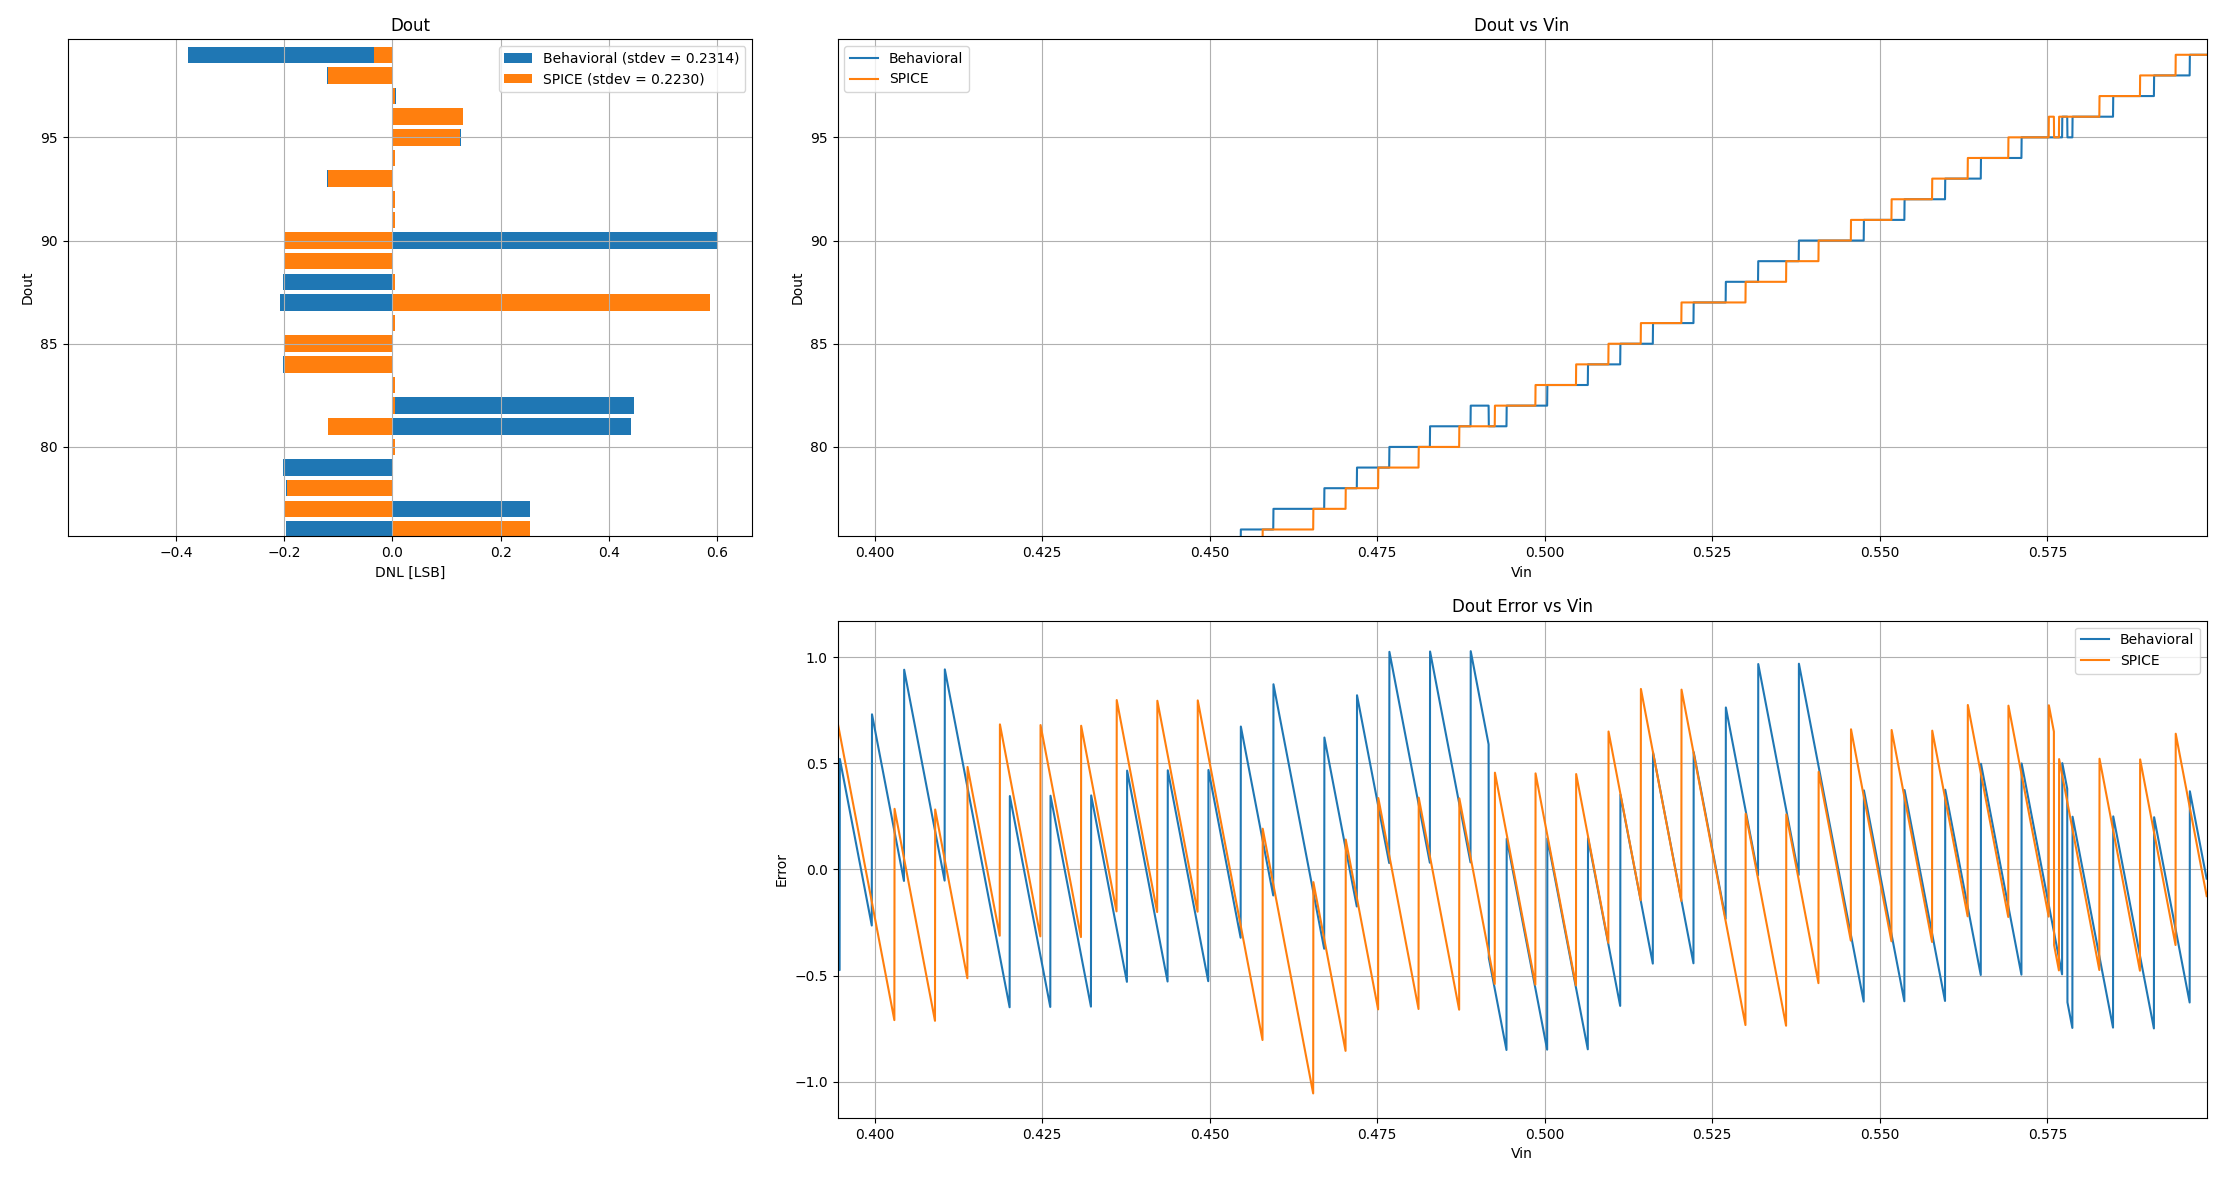 Dout
Behavioral (stdev = 0.2314)
SPICE (stdev = 0.2230)
95
90
85
80
Dout
−0.4
−0.2
0.0
0.2
0.4
0.6
DNL [LSB]
Dout vs Vin
Behavioral
SPICE
95
90
85
80
Dout
0.400
0.425
0.450
0.475
0.500
0.525
0.550
0.575
Vin
Dout Error vs Vin
Behavioral
SPICE
1.0
0.5
0.0
−0.5
−1.0
Error
0.400
0.425
0.450
0.475
0.500
0.525
0.550
0.575
Vin